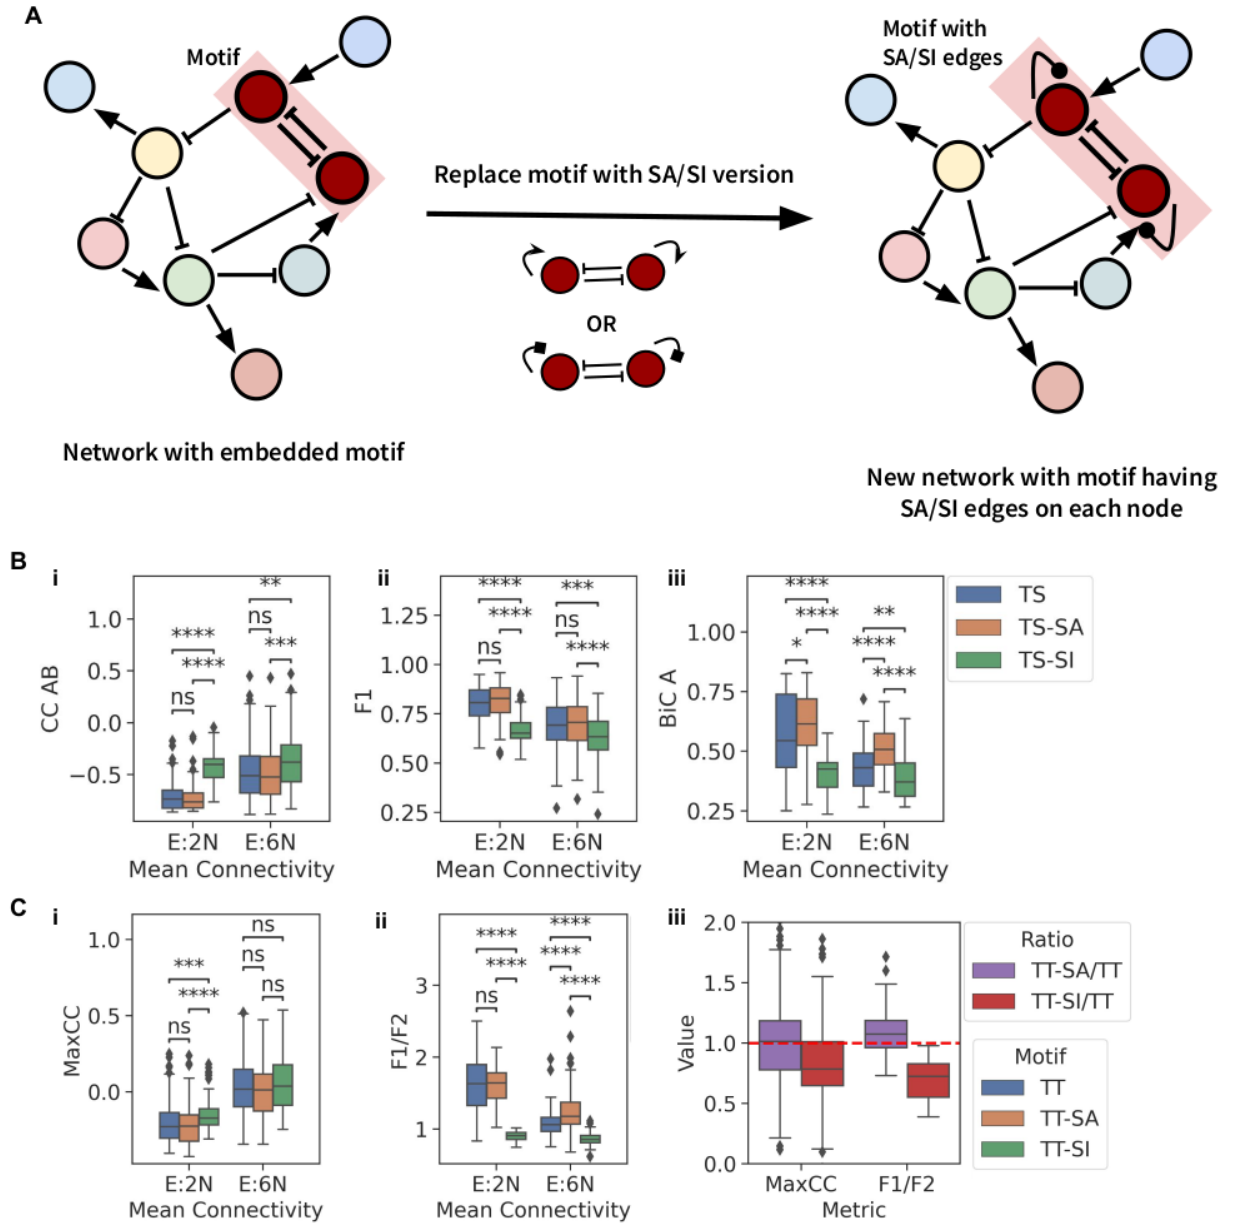 A
Motif
Motif with
SA/SI edges
Replace motif with SA/SI version
OR
Network with embedded motif
New network with motif having
SA/SI edges on each node
B
i
CC AB
1.0
0.5
0.0
−0.5
**
ns
****
***
****
ns
E:2N
E:6N
Mean Connectivity
ii
F1
1.25
1.00
0.75
0.50
0.25
****
***
****
ns
ns
****
E:2N
E:6N
Mean Connectivity
iii
BiC A
1.00
0.75
0.50
0.25
****
****
**
*
****
****
E:2N
E:6N
Mean Connectivity
TS
TS-SA
TS-SI
C
i
MaxCC
1.0
0.5
0.0
ns
***
ns
****
ns
ns
E:2N
E:6N
Mean Connectivity
ii
F1/F2
3
2
1
****
****
****
****
ns
****
E:2N
E:6N
Mean Connectivity
iii
Value
2.0
1.5
1.0
0.5
0.0
MaxCC
F1/F2
Metric
Ratio
TT-SA/TT
TT-SI/TT
Motif
TT
TT-SA
TT-SI